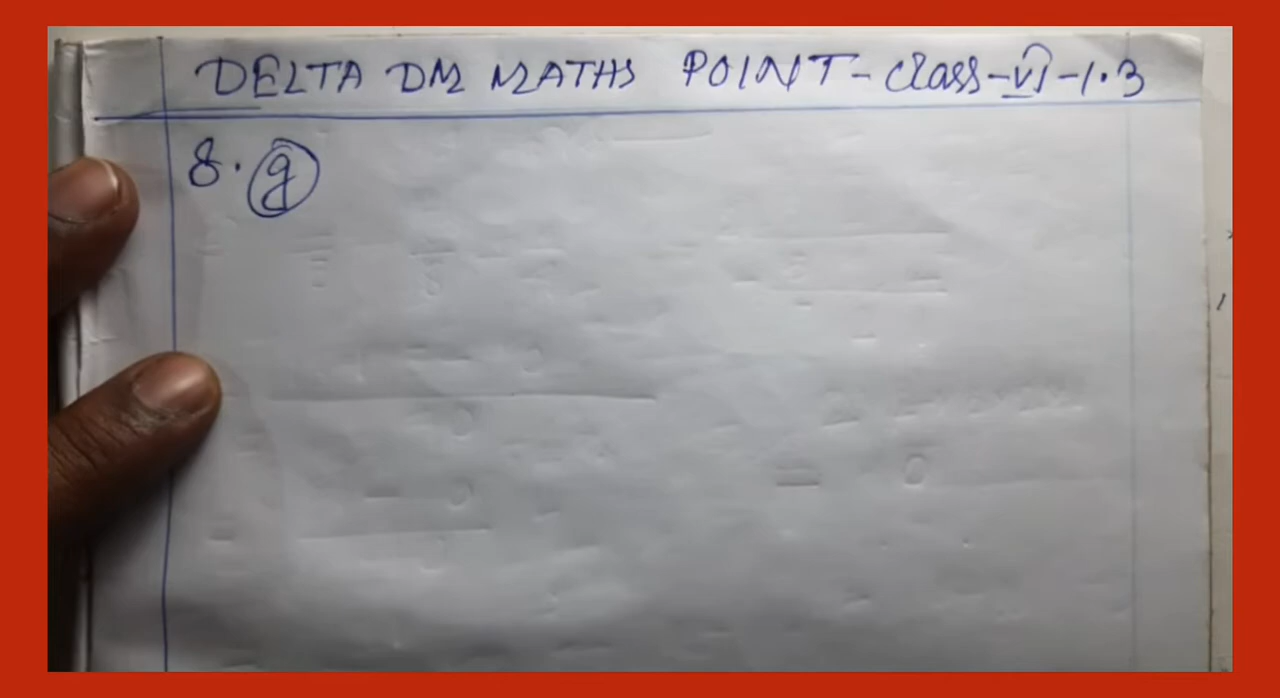 DELTA DM MATHS POINT - Class - VI - 1.3
8. g